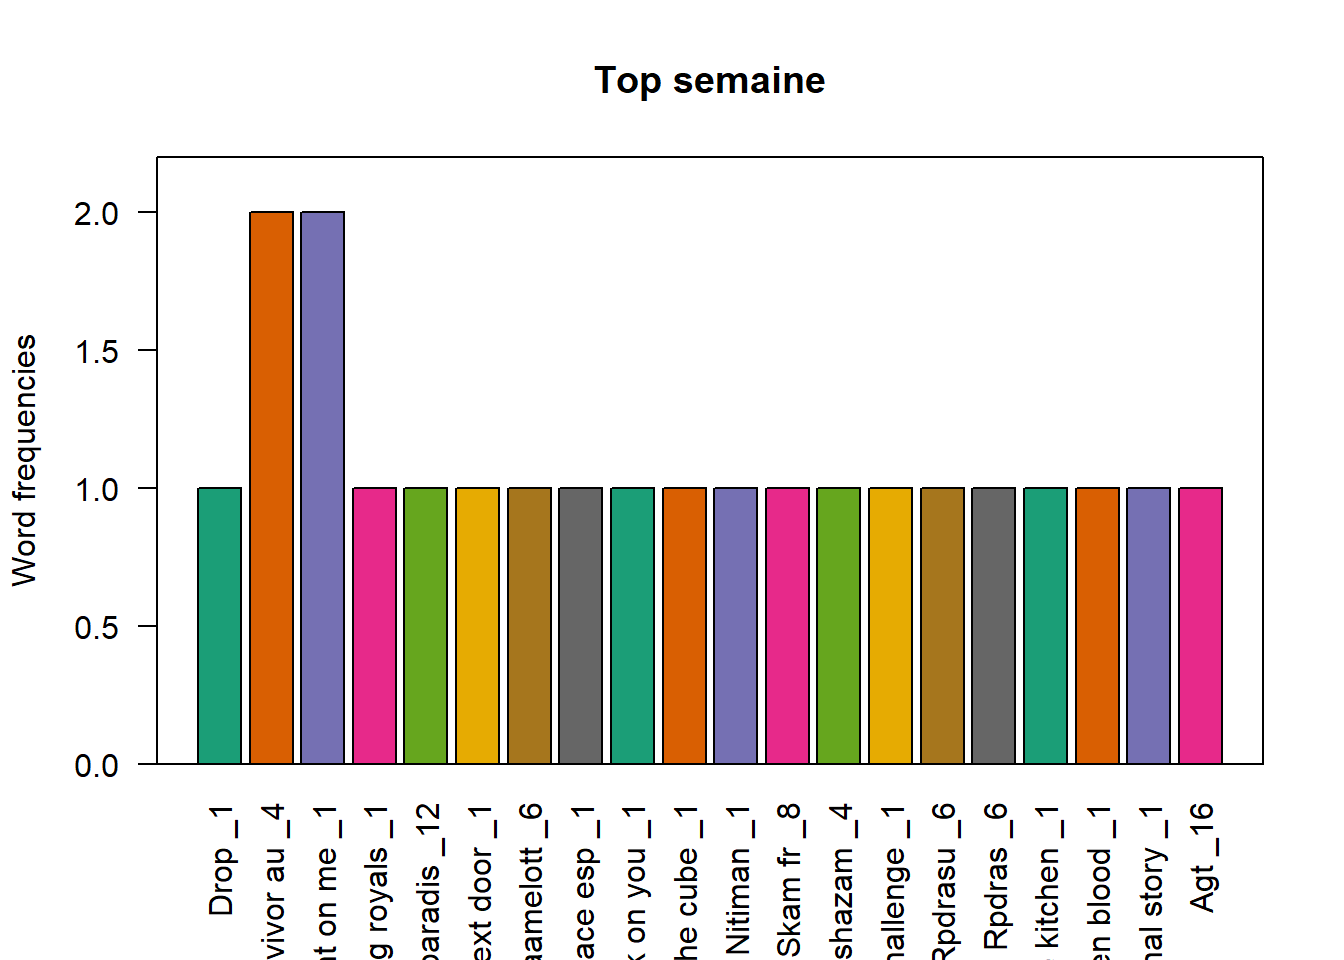 Top semaine
Word frequencies
2.0
1.5
1.0
0.5
0.0
Drop _1
vivor au _4
at on me _1
g royals _1
paradis _12
ext door _1
aamelott _6
ace esp _1
k on you _1
he cube _1
Nitiman _1
Skam fr _8
shazam _4
hallenge _1
Rpdrasu _6
Rpdras _6
kitchen _1
en blood _1
nal story _1
Agt _16